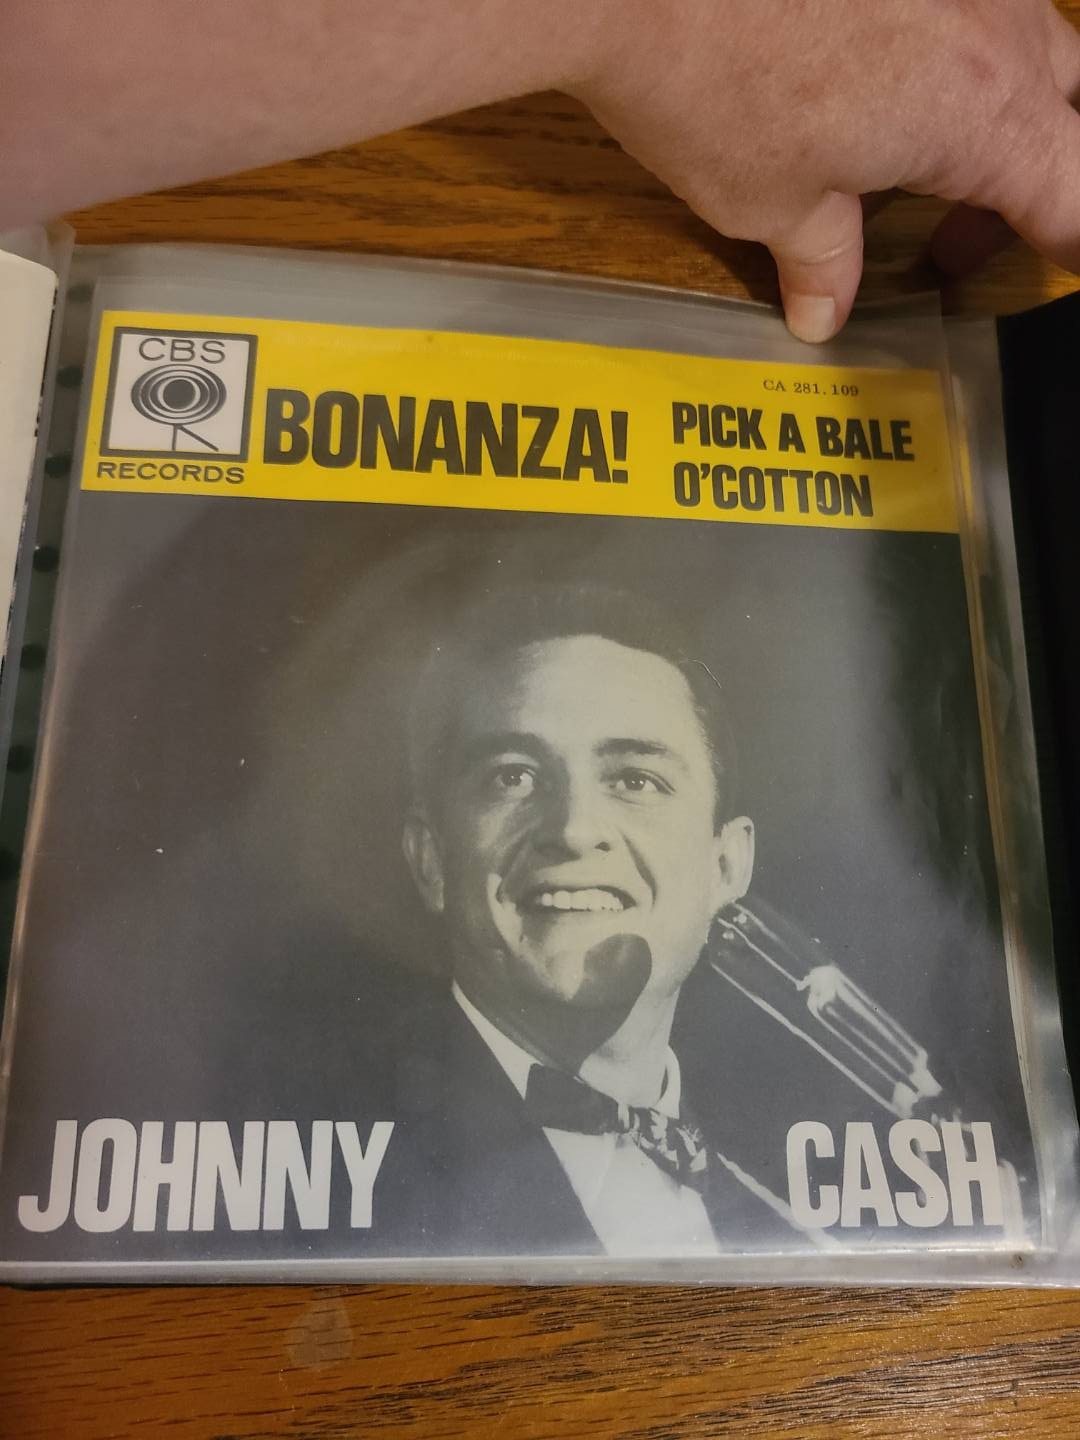 CBS
RECORDS
BONANZA!
CA 281.109
PICK A BALE
O'COTTON
JOHNNY CASH